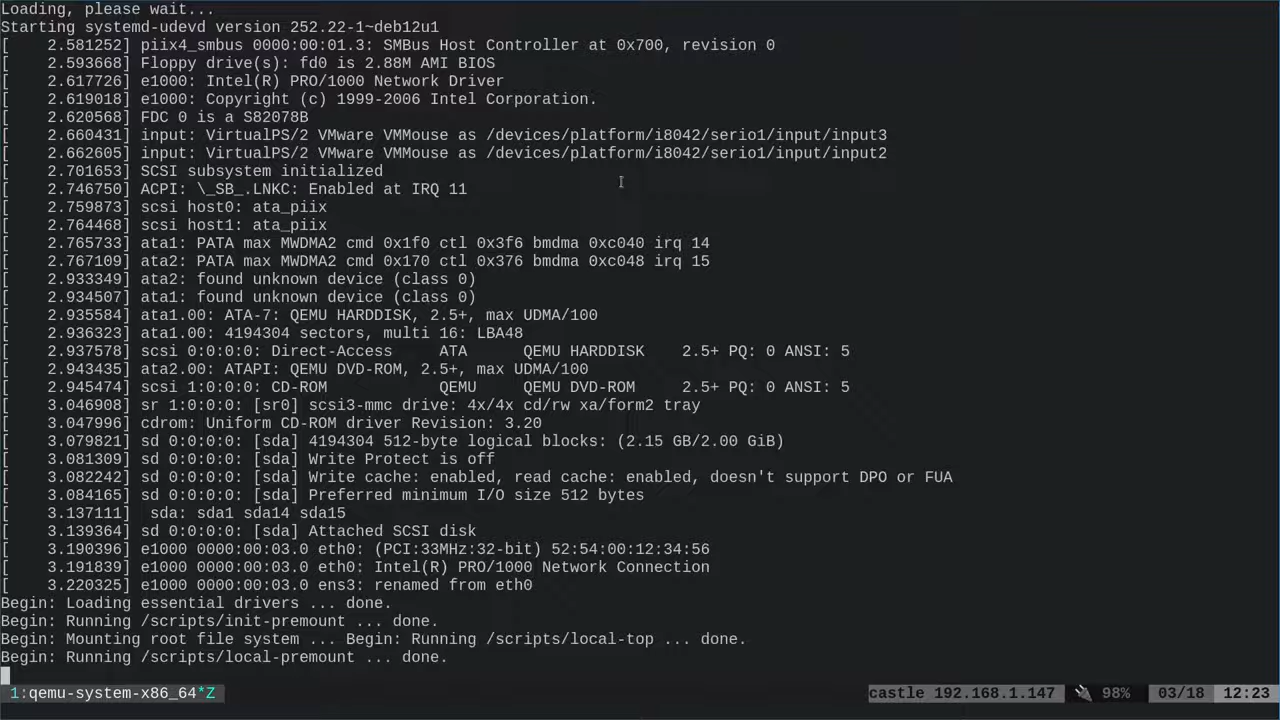 Loading, please wait...
Starting systemd-udevd version 252.22-1~deb12u1
[    2.581252] piix4_smbus 0000:00:01.3: SMBus Host Controller at 0x700, revision 0
[    2.593668] Floppy drive(s): fd0 is 2.88M AMI BIOS
[    2.617726] e1000: Intel(R) PRO/1000 Network Driver
[    2.619018] e1000: Copyright (c) 1999-2006 Intel Corporation.
[    2.620568] FDC 0 is a S82078B
[    2.660431] input: VirtualPS/2 VMware VMMouse as /devices/platform/i8042/serio1/input/input3
[    2.662605] input: VirtualPS/2 VMware VMMouse as /devices/platform/i8042/serio1/input/input2
[    2.701653] SCSI subsystem initialized
[    2.746750] ACPI: \_SB_.LNKC: Enabled at IRQ 11
[    2.759873] scsi host0: ata_piix
[    2.764468] scsi host1: ata_piix
[    2.765733] ata1: PATA max MWDMA2 cmd 0x1f0 ctl 0x3f6 bmdma 0xc040 irq 14
[    2.767109] ata2: PATA max MWDMA2 cmd 0x170 ctl 0x376 bmdma 0xc048 irq 15
[    2.933349] ata2: found unknown device (class 0)
[    2.934507] ata1: found unknown device (class 0)
[    2.935584] ata1.00: ATA-7: QEMU HARDDISK, 2.5+, max UDMA/100
[    2.936323] ata1.00: 4194304 sectors, multi 16: LBA48
[    2.937578] scsi 0:0:0:0: Direct-Access     ATA      QEMU HARDDISK    2.5+ PQ: 0 ANSI: 5
[    2.943435] ata2.00: ATAPI: QEMU DVD-ROM, 2.5+, max UDMA/100
[    2.945474] scsi 1:0:0:0: CD-ROM            QEMU     QEMU DVD-ROM     2.5+ PQ: 0 ANSI: 5
[    3.046908] sr 1:0:0:0: [sr0] scsi3-mmc drive: 4x/4x cd/rw xa/form2 tray
[    3.047996] cdrom: Uniform CD-ROM driver Revision: 3.20
[    3.079821] sd 0:0:0:0: [sda] 4194304 512-byte logical blocks: (2.15 GB/2.00 GiB)
[    3.081309] sd 0:0:0:0: [sda] Write Protect is off
[    3.082242] sd 0:0:0:0: [sda] Write cache: enabled, read cache: enabled, doesn't support DPO or FUA
[    3.084165] sd 0:0:0:0: [sda] Preferred minimum I/O size 512 bytes
[    3.137111]  sda: sda1 sda14 sda15
[    3.139364] sd 0:0:0:0: [sda] Attached SCSI disk
[    3.190396] e1000 0000:00:03.0 eth0: (PCI:33MHz:32-bit) 52:54:00:12:34:56
[    3.191839] e1000 0000:00:03.0 eth0: Intel(R) PRO/1000 Network Connection
[    3.220325] e1000 0000:00:03.0 ens3: renamed from eth0
Begin: Loading essential drivers ... done.
Begin: Running /scripts/init-premount ... done.
Begin: Mounting root file system ... Begin: Running /scripts/local-top ... done.
Begin: Running /scripts/local-premount ... done.
1:qemu-system-x86_64*Z castle 192.168.1.147 98% 03/18 12:23